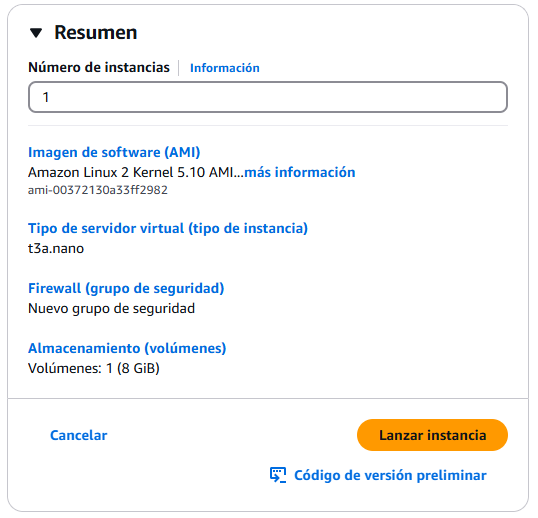 Resumen
Número de instancias Información
1
Imagen de software (AMI)
Amazon Linux 2 Kernel 5.10 AMI...más información
ami-00372130a33ff2982
Tipo de servidor virtual (tipo de instancia)
t3a.nano
Firewall (grupo de seguridad)
Nuevo grupo de seguridad
Almacenamiento (volúmenes)
Volúmenes: 1 (8 GiB)
Cancelar Lanzar instancia
Código de versión preliminar